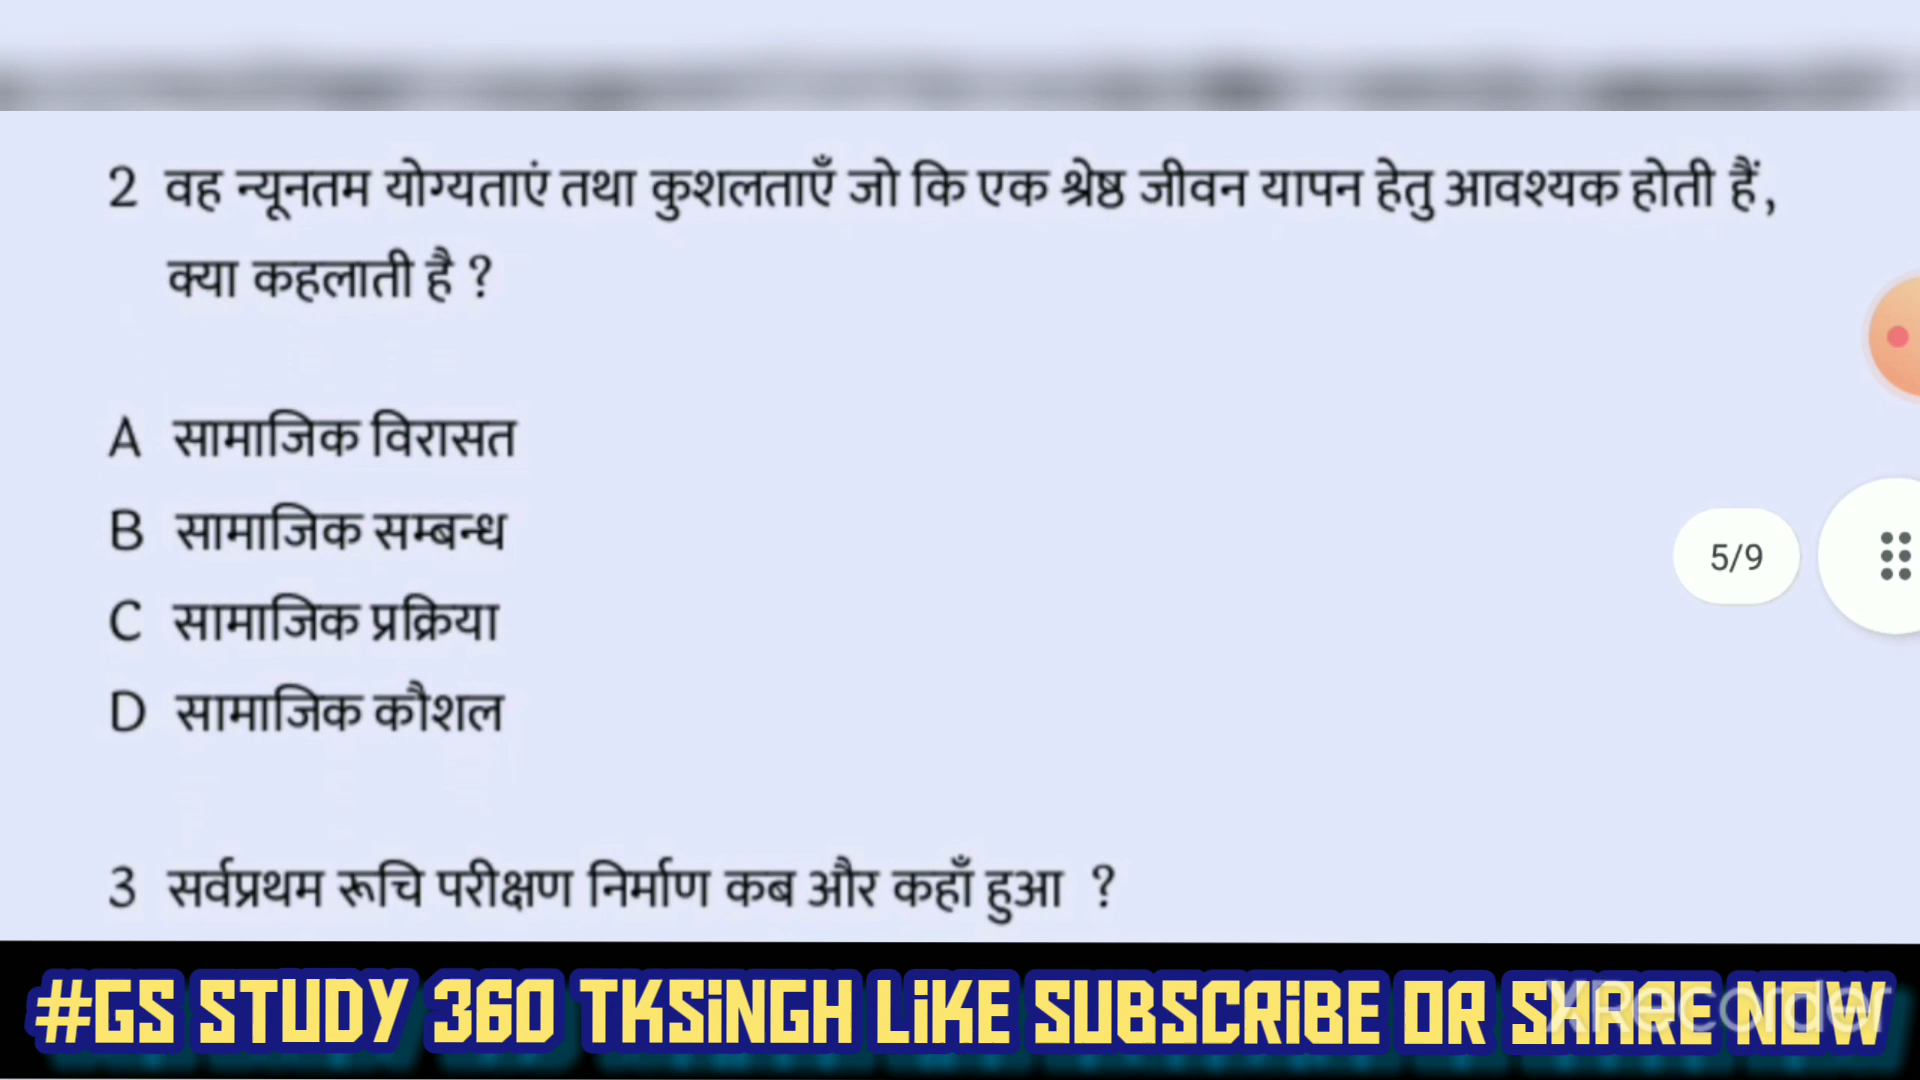 2 वह न्यूनतम योग्यताएं तथा कुशलताएँ जो कि एक श्रेष्ठ जीवन यापन हेतु आवश्यक होती हैं,
क्या कहलाती है ?
A सामाजिक विरासत
B सामाजिक सम्बन्ध
5/9
C सामाजिक प्रक्रिया
D सामाजिक कौशल
3 सर्वप्रथम रूचि परीक्षण निर्माण कब और कहाँ हुआ ?
#GS STUDY 360 TKSiNGH LiKE SUBSCRiBE OR SHARE NOW
XRecorder